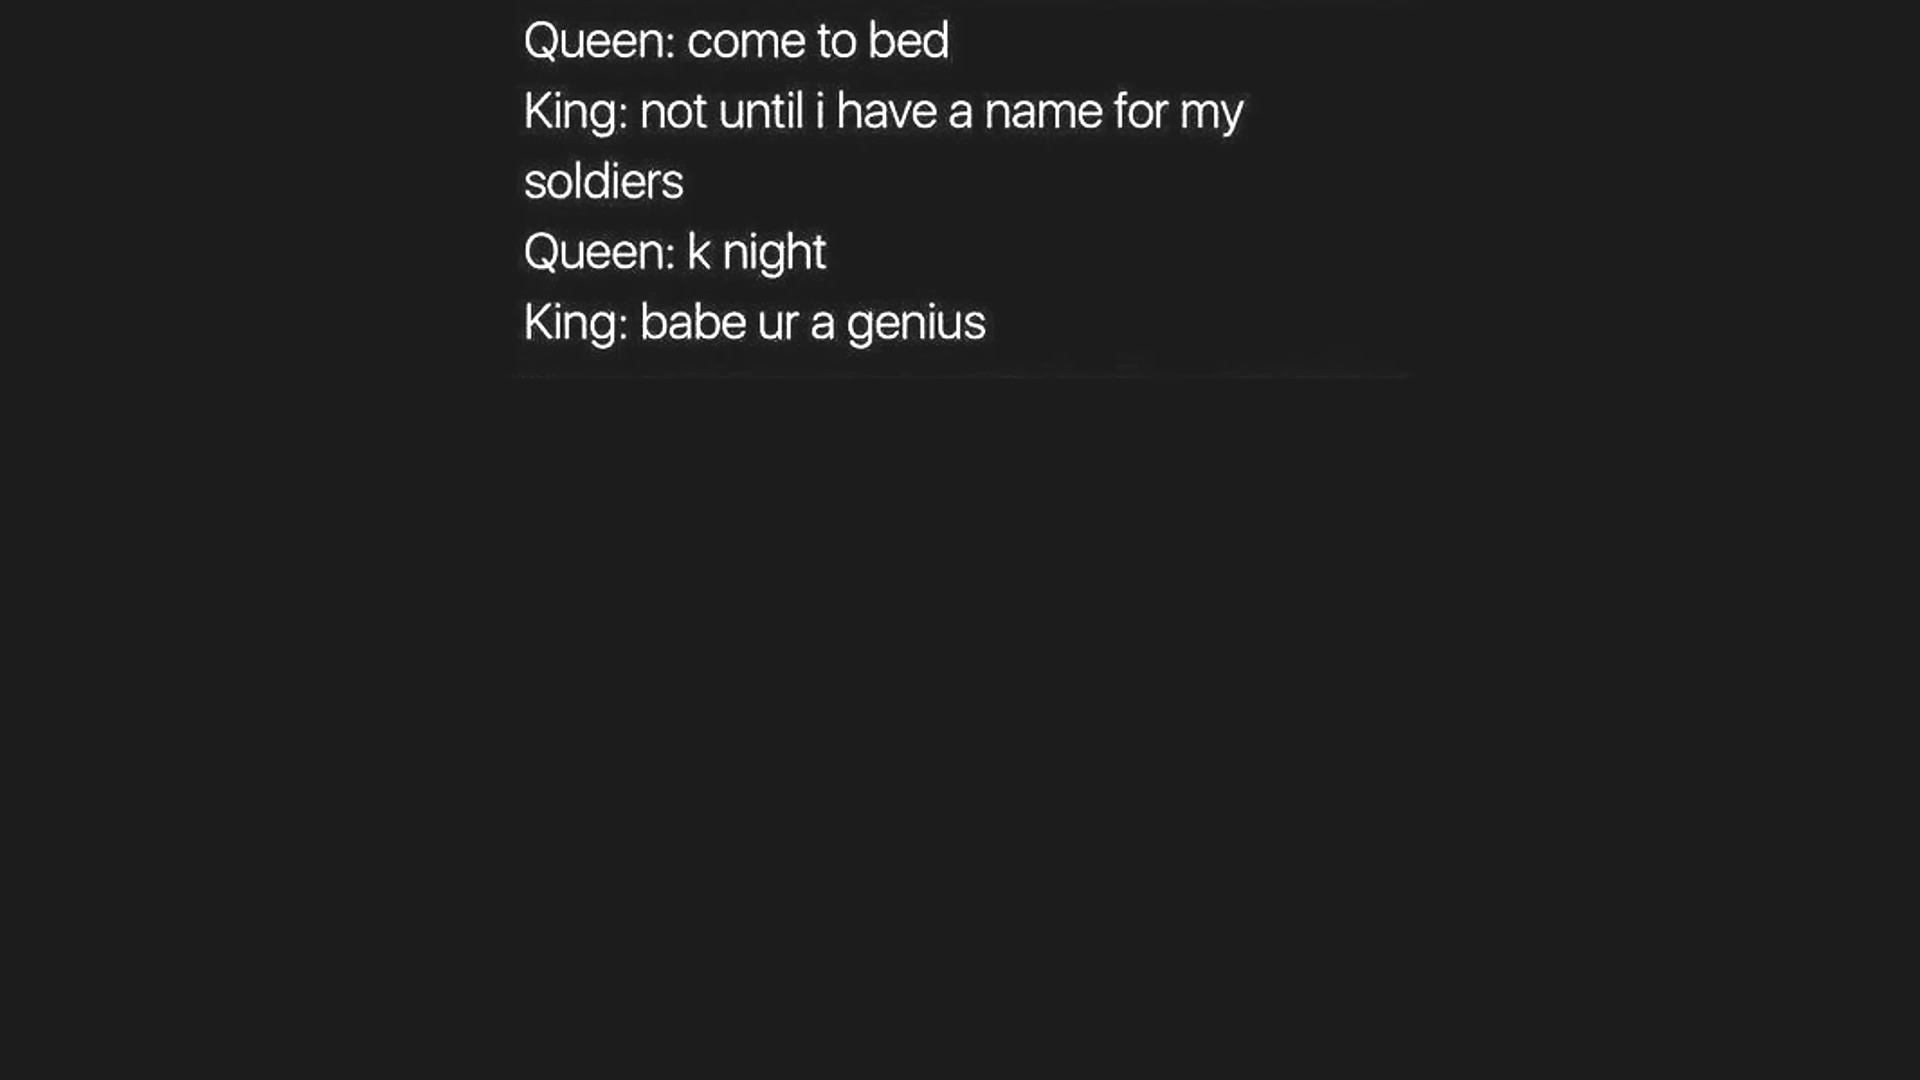 Queen: come to bed
King: not until i have a name for my
soldiers
Queen: k night
King: babe ur a genius